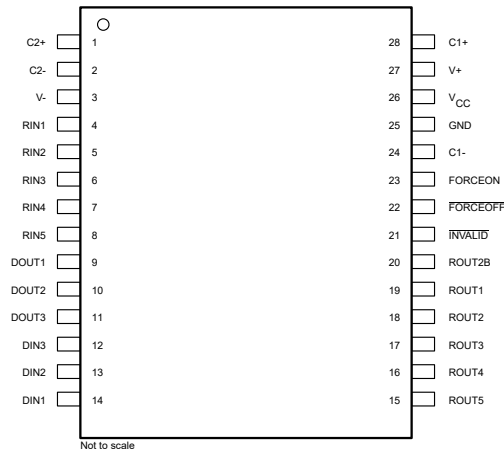 C2+ 1 28 C1+
C2- 2 27 V+
V- 3 26 VCC
RIN1 4 25 GND
RIN2 5 24 C1-
RIN3 6 23 FORCEON
RIN4 7 22 FORCEOFF
RIN5 8 21 INVALID
DOUT1 9 20 ROUT2B
DOUT2 10 19 ROUT1
DOUT3 11 18 ROUT2
DIN3 12 17 ROUT3
DIN2 13 16 ROUT4
DIN1 14 15 ROUT5
Not to scale